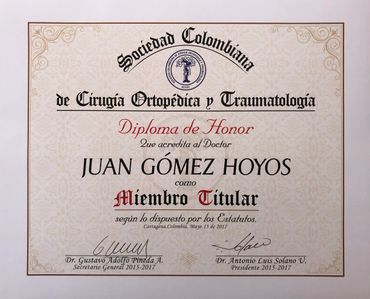 Sociedad Colombiana
de Cirugía Ortopédica y Traumatología
Diploma de Honor
Que acredita al Doctor
JUAN GÓMEZ HOYOS
como
Miembro Titular
según lo dispuesto por los Estatutos.
Cartagena, Colombia, Mayo 13 de 2017
Dr. Gustavo Adolfo Pineda A.
Secretario General 2015-2017
Dr. Antonio Luis Solano U.
Presidente 2015-2017